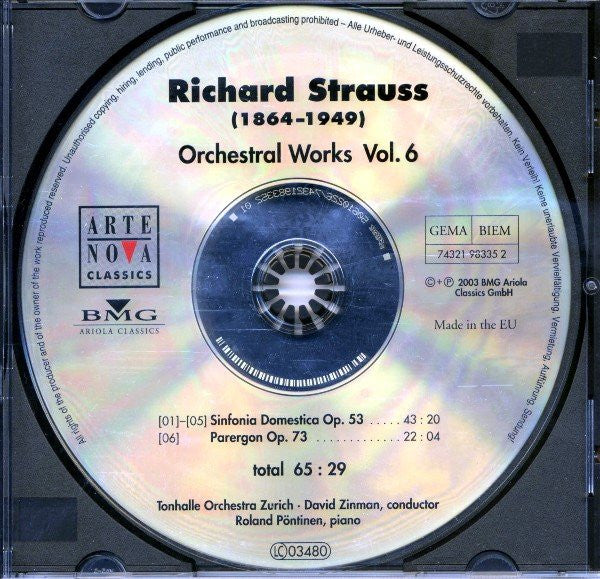 All rights of the producer and of the owner of the work reproduced reserved. Unauthorised copying, hiring, lending, public performance and broadcasting prohibited – Alle Urheber- und Leistungsschutzrechte vorbehalten. Kein Verleih! Keine unerlaubte Vervielfältigung, Vermietung, Aufführung, Sendung!
Richard Strauss
(1864–1949)
Orchestral Works Vol. 6
ARTE
NOVA
CLASSICS
BMG
ARIOLA CLASSICS
GEMA BIEM
74321 98335 2
©+℗ 2003 BMG Ariola
Classics GmbH
Made in the EU
[01]–[05] Sinfonia Domestica Op. 53 ..... 43 : 20
[06] Parergon Op. 73 ............ 22 : 04
total 65 : 29
Tonhalle Orchestra Zurich · David Zinman, conductor
Roland Pöntinen, piano
LC 03480